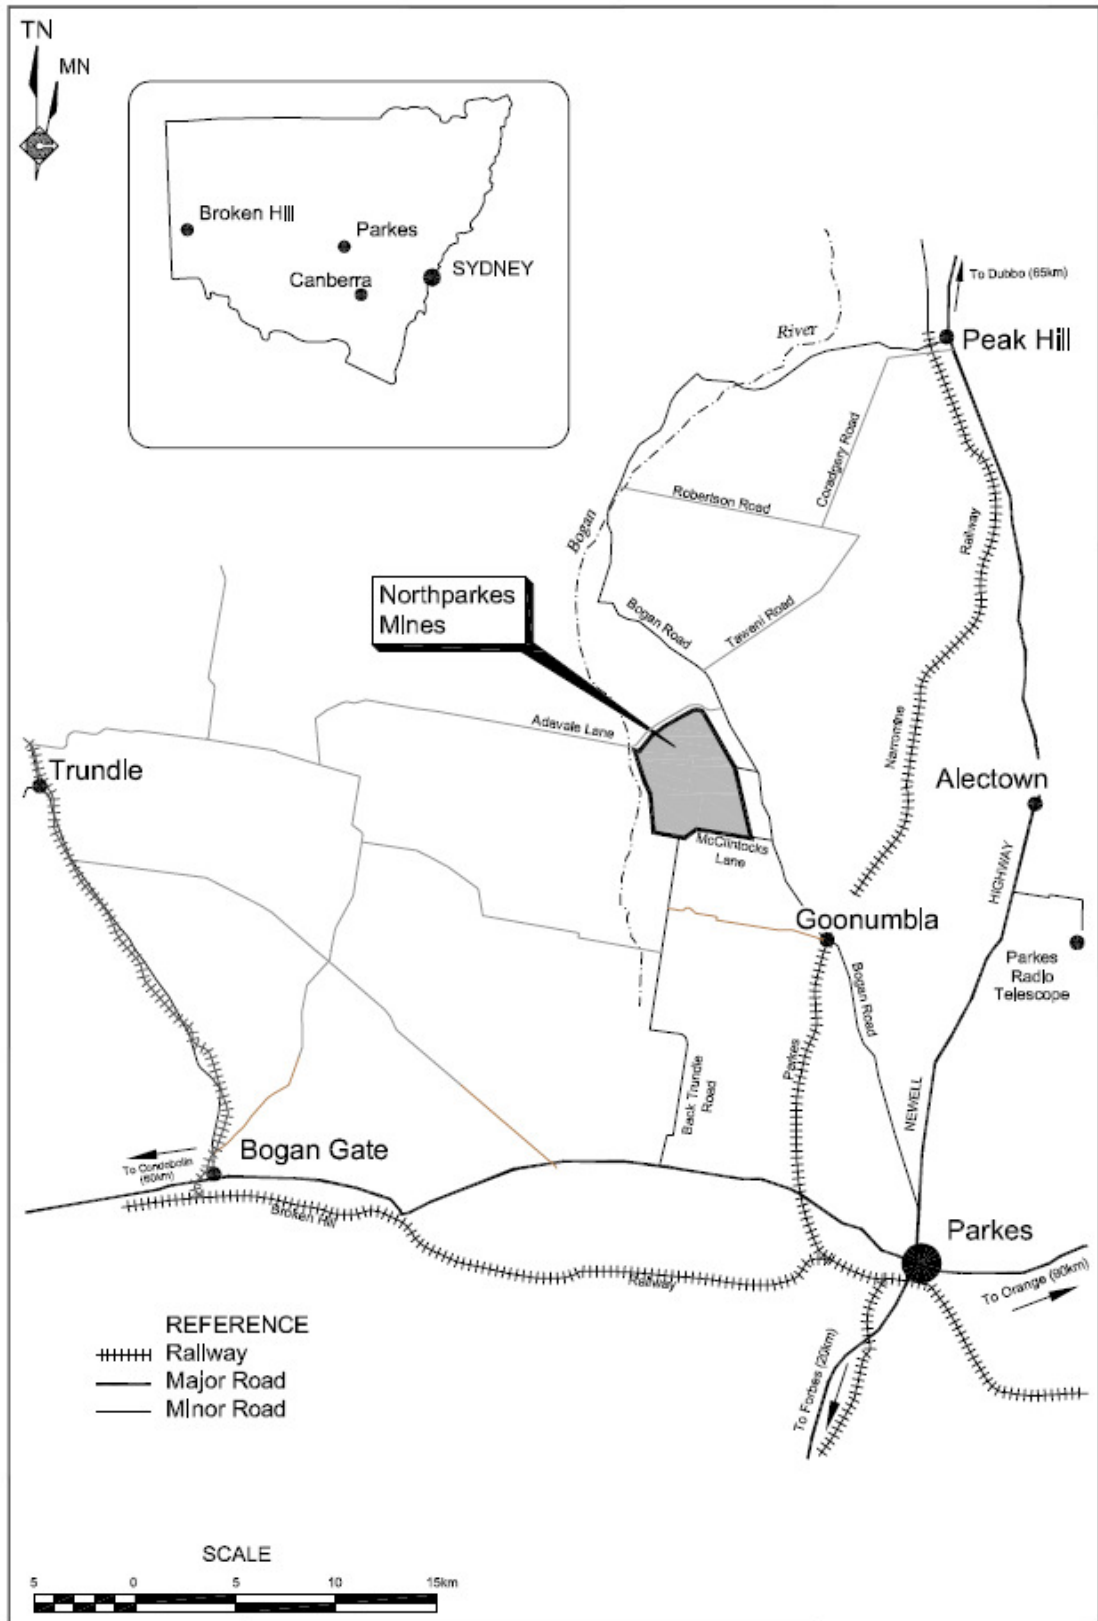 TN
MN
Broken Hill
Parkes
Canberra
SYDNEY
River
To Dubbo (65km)
Peak Hill
Coradgery Road
Robertson Road
Railway
Bogan
Northparkes
Mines
Bogan Road
Taweni Road
Adavale Lane
Narromine
Trundle
Alectown
McClintocks
Lane
HIGHWAY
Goonumbla
Parkes
Radio
Telescope
Bogan Road
Parkes
Back Trundle
Road
NEWELL
Bogan Gate
To Condobolin
(60km)
Broken Hill
Railway
Parkes
To Orange (90km)
To Forbes (20km)
REFERENCE
Railway
Major Road
Minor Road
SCALE
5 0 5 10 15km